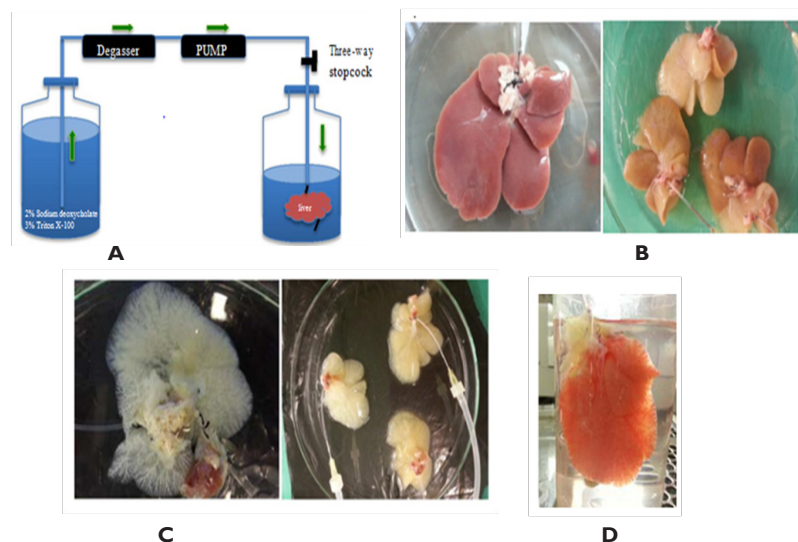 Degasser
PUMP
Three-way
stopcock
2% Sodium deoxycholate
3% Triton X-100
liver
A
B
C
D